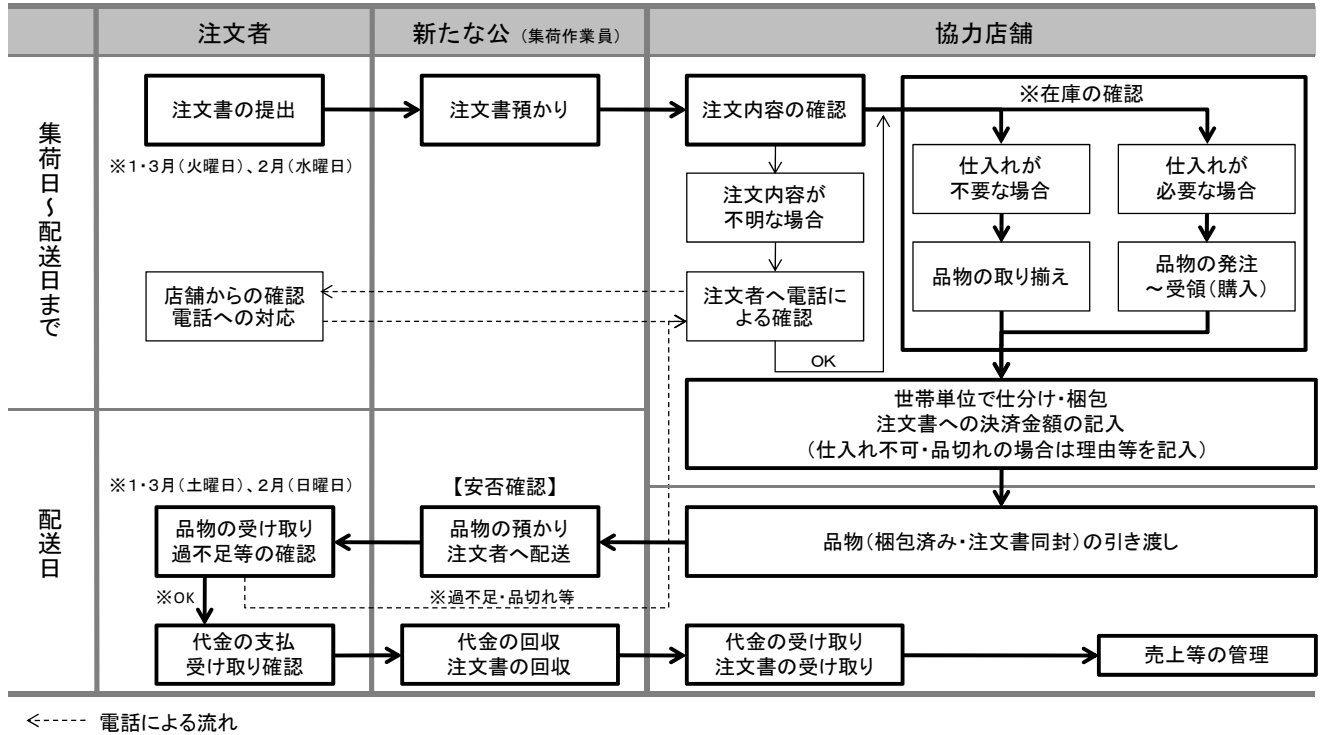 注文者
新たな公（集荷作業員）
協力店舗
集荷日～配送日まで
注文書の提出
注文書預かり
注文内容の確認
※在庫の確認
※1・3月（火曜日）、2月（水曜日）
注文内容が
不明な場合
仕入れが
不要な場合
仕入れが
必要な場合
店舗からの確認
電話への対応
注文者へ電話に
よる確認
品物の取り揃え
品物の発注
～受領（購入）
OK
世帯単位で仕分け・梱包
注文書への決済金額の記入
（仕入れ不可・品切れの場合は理由等を記入）
配送日
※1・3月（土曜日）、2月（日曜日）
【安否確認】
品物の受け取り
過不足等の確認
品物の預かり
注文者へ配送
品物（梱包済み・注文書同封）の引き渡し
※OK
※過不足・品切れ等
代金の支払
受け取り確認
代金の回収
注文書の回収
代金の受け取り
注文書の受け取り
売上等の管理
電話による流れ